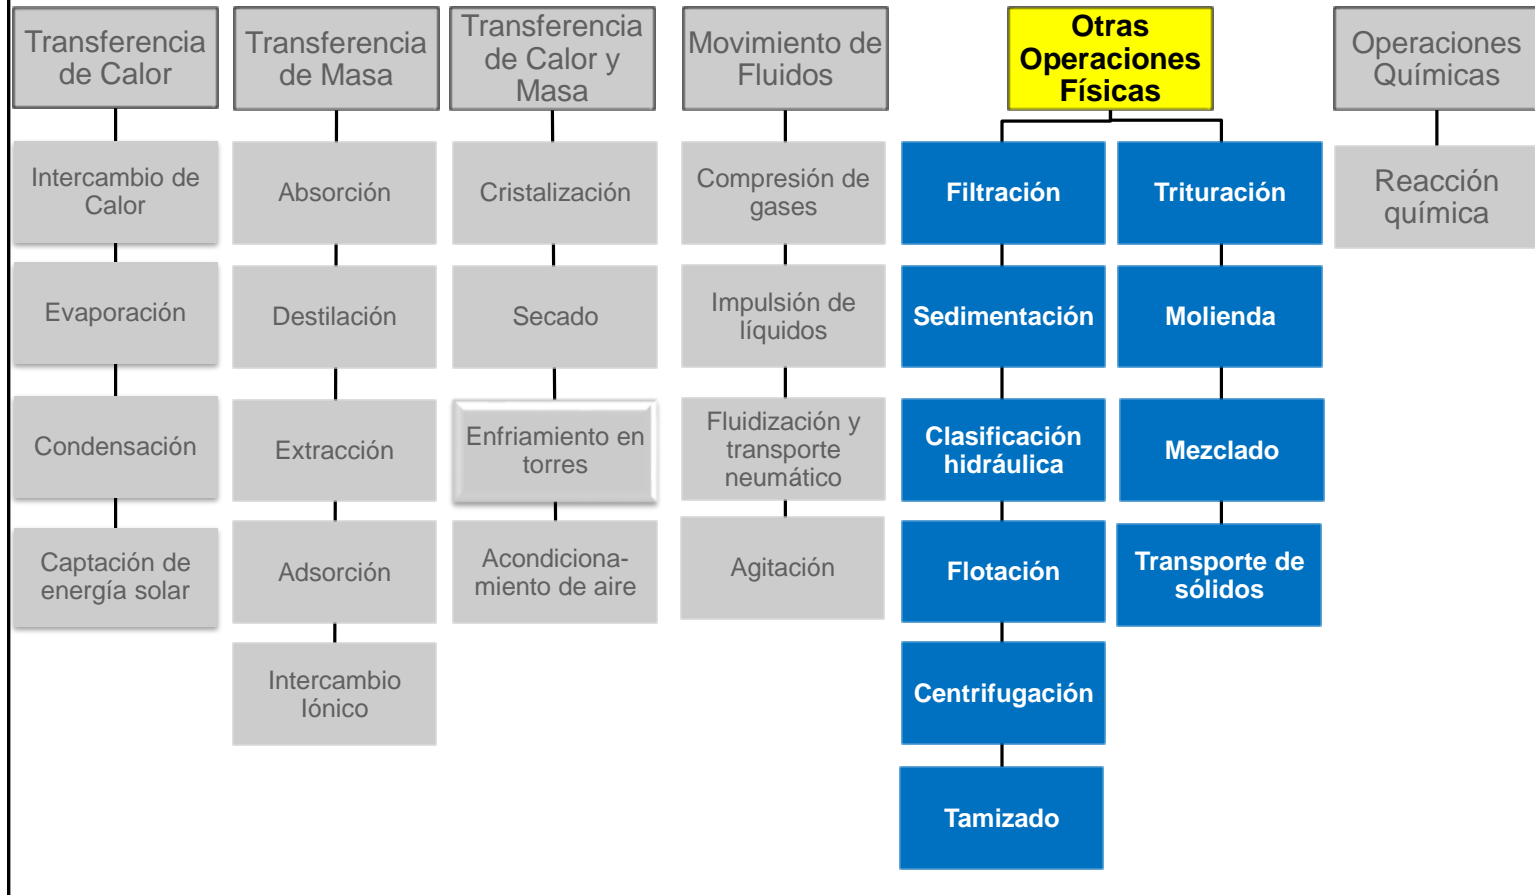 Transferencia
de Calor
Transferencia
de Masa
Transferencia
de Calor y
Masa
Movimiento de
Fluidos
Otras
Operaciones
Físicas
Operaciones
Químicas
Intercambio de
Calor
Evaporación
Condensación
Captación de
energía solar
Absorción
Destilación
Extracción
Adsorción
Intercambio
Iónico
Cristalización
Secado
Enfriamiento en
torres
Acondiciona-
miento de aire
Compresión de
gases
Impulsión de
líquidos
Fluidización y
transporte
neumático
Agitación
Filtración
Sedimentación
Clasificación
hidráulica
Flotación
Centrifugación
Tamizado
Trituración
Molienda
Mezclado
Transporte de
sólidos
Reacción
química